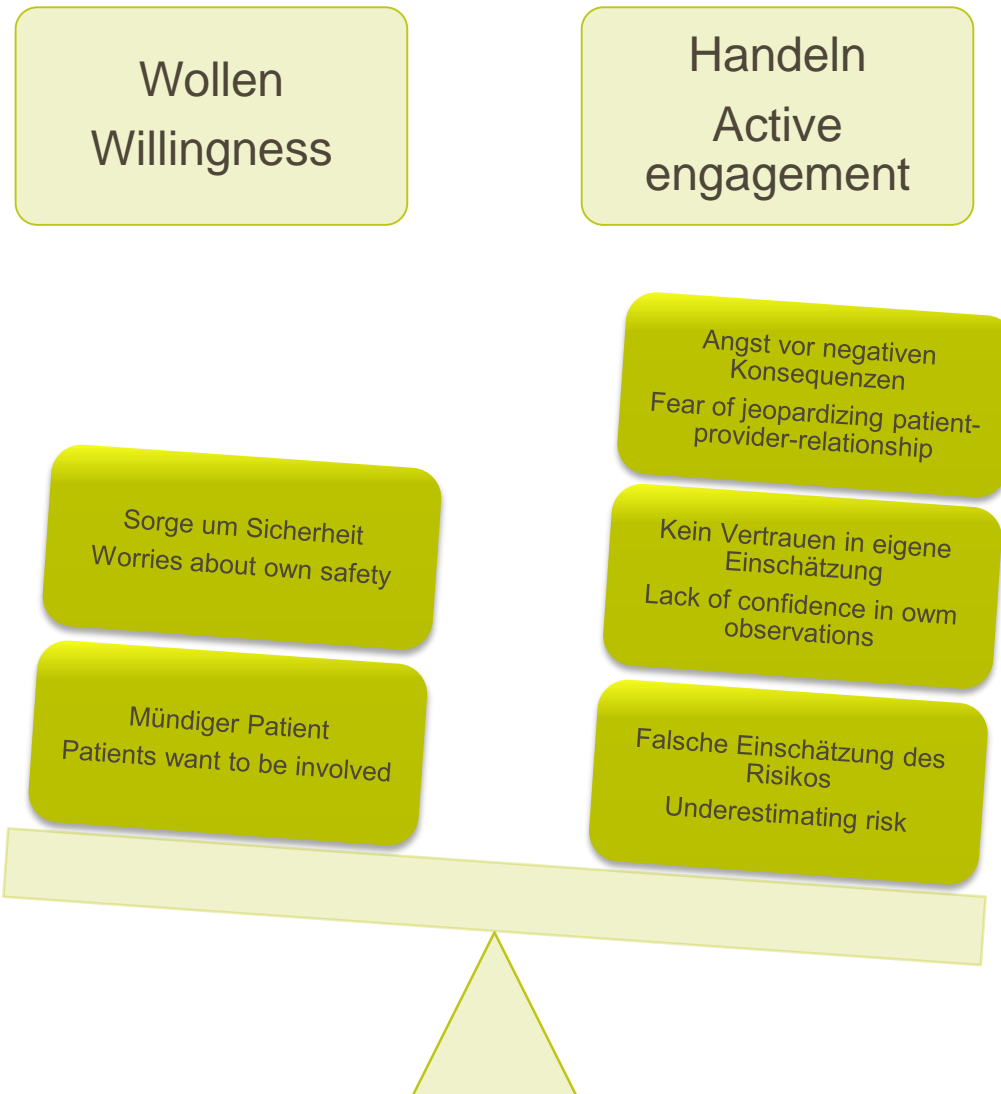 Wollen
Willingness
Handeln
Active
engagement
Sorge um Sicherheit
Worries about own safety
Mündiger Patient
Patients want to be involved
Angst vor negativen
Konsequenzen
Fear of jeopardizing patient-
provider-relationship
Kein Vertrauen in eigene
Einschätzung
Lack of confidence in owm
observations
Falsche Einschätzung des
Risikos
Underestimating risk